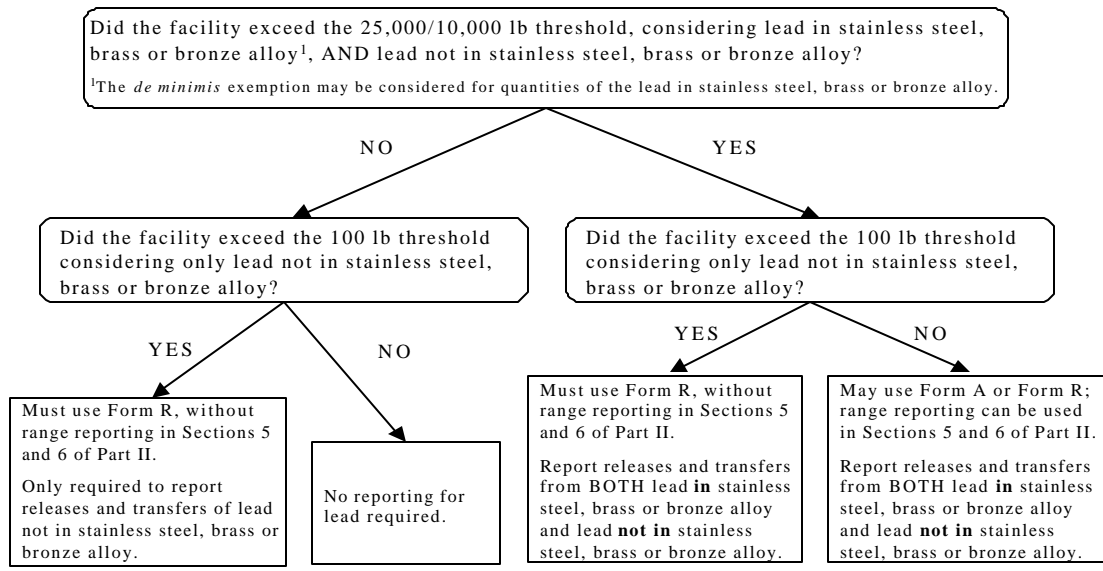 Did the facility exceed the 25,000/10,000 lb threshold, considering lead in stainless steel,
brass or bronze alloy¹, AND lead not in stainless steel, brass or bronze alloy?
¹The de minimis exemption may be considered for quantities of the lead in stainless steel, brass or bronze alloy.
NO
YES
Did the facility exceed the 100 lb threshold
considering only lead not in stainless steel,
brass or bronze alloy?
Did the facility exceed the 100 lb threshold
considering only lead not in stainless steel,
brass or bronze alloy?
YES
NO
YES
NO
Must use Form R, without
range reporting in Sections 5
and 6 of Part II.
Only required to report
releases and transfers of lead
not in stainless steel, brass or
bronze alloy.
No reporting for
lead required.
Must use Form R, without
range reporting in Sections 5
and 6 of Part II.
Report releases and transfers
from BOTH lead in stainless
steel, brass or bronze alloy
and lead not in stainless
steel, brass or bronze alloy.
May use Form A or Form R;
range reporting can be used
in Sections 5 and 6 of Part II.
Report releases and transfers
from BOTH lead in stainless
steel, brass or bronze alloy
and lead not in stainless
steel, brass or bronze alloy.